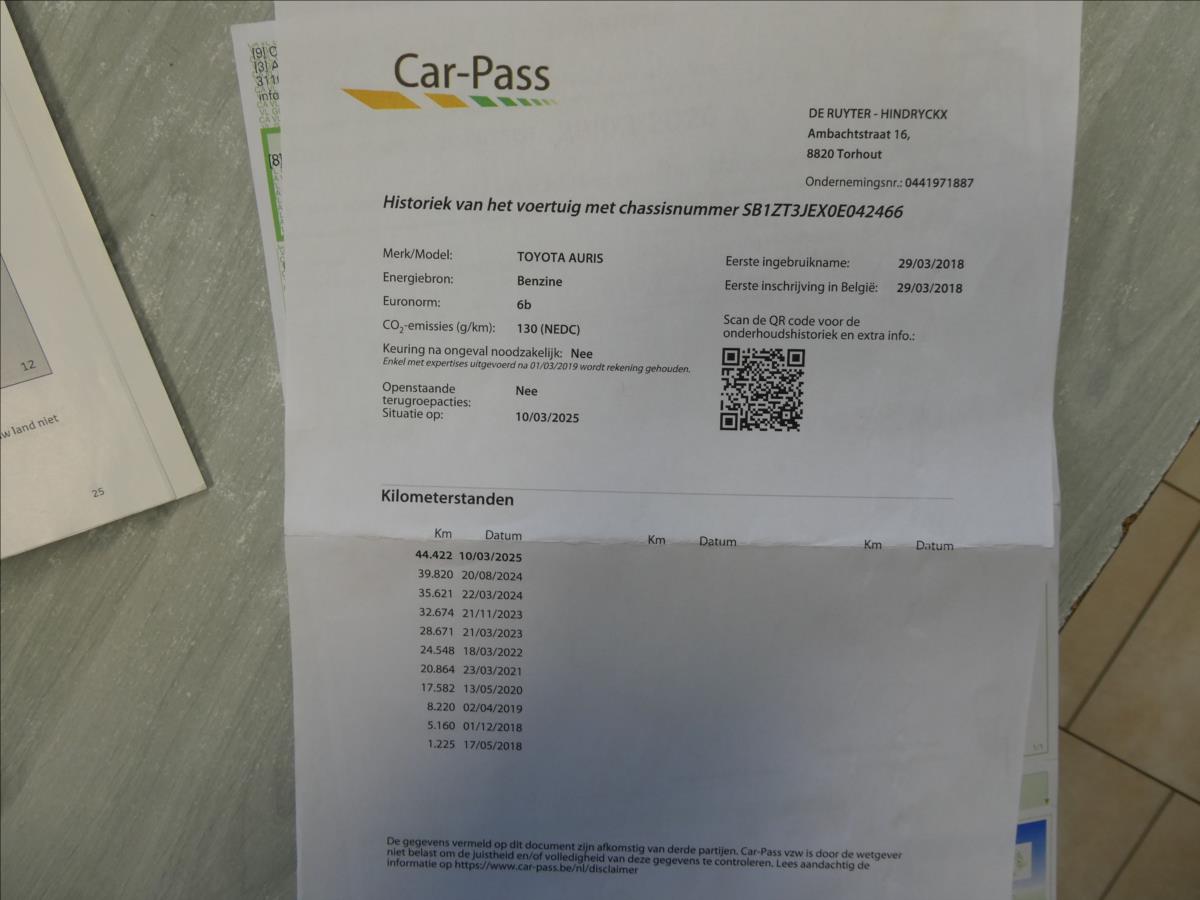 [9] C
[3] A
311
info
[8]
Car-Pass
DE RUYTER - HINDRYCKX
Ambachtstraat 16,
8820 Torhout
Ondernemingsnr.: 0441971887
Historiek van het voertuig met chassisnummer SB1ZT3JEX0E042466
Merk/Model: TOYOTA AURIS
Energiebron: Benzine
Euronorm: 6b
CO2-emissies (g/km): 130 (NEDC)
Keuring na ongeval noodzakelijk: Nee
Enkel met expertises uitgevoerd na 01/03/2019 wordt rekening gehouden.
Openstaande
terugroepacties: Nee
Situatie op: 10/03/2025
Eerste ingebruikname: 29/03/2018
Eerste inschrijving in België: 29/03/2018
Scan de QR code voor de
onderhoudshistoriek en extra info.:
Kilometerstanden
Km Datum Km Datum Km Datum
44.422 10/03/2025
39.820 20/08/2024
35.621 22/03/2024
32.674 21/11/2023
28.671 21/03/2023
24.548 18/03/2022
20.864 23/03/2021
17.582 13/05/2020
8.220 02/04/2019
5.160 01/12/2018
1.225 17/05/2018
De gegevens vermeld op dit document zijn afkomstig van derde partijen. Car-Pass vzw is door de wetgever
niet belast om de juistheid en/of volledigheid van deze gegevens te controleren. Lees aandachtig de
informatie op https://www.car-pass.be/nl/disclaimer
12
w land niet
25
1/1